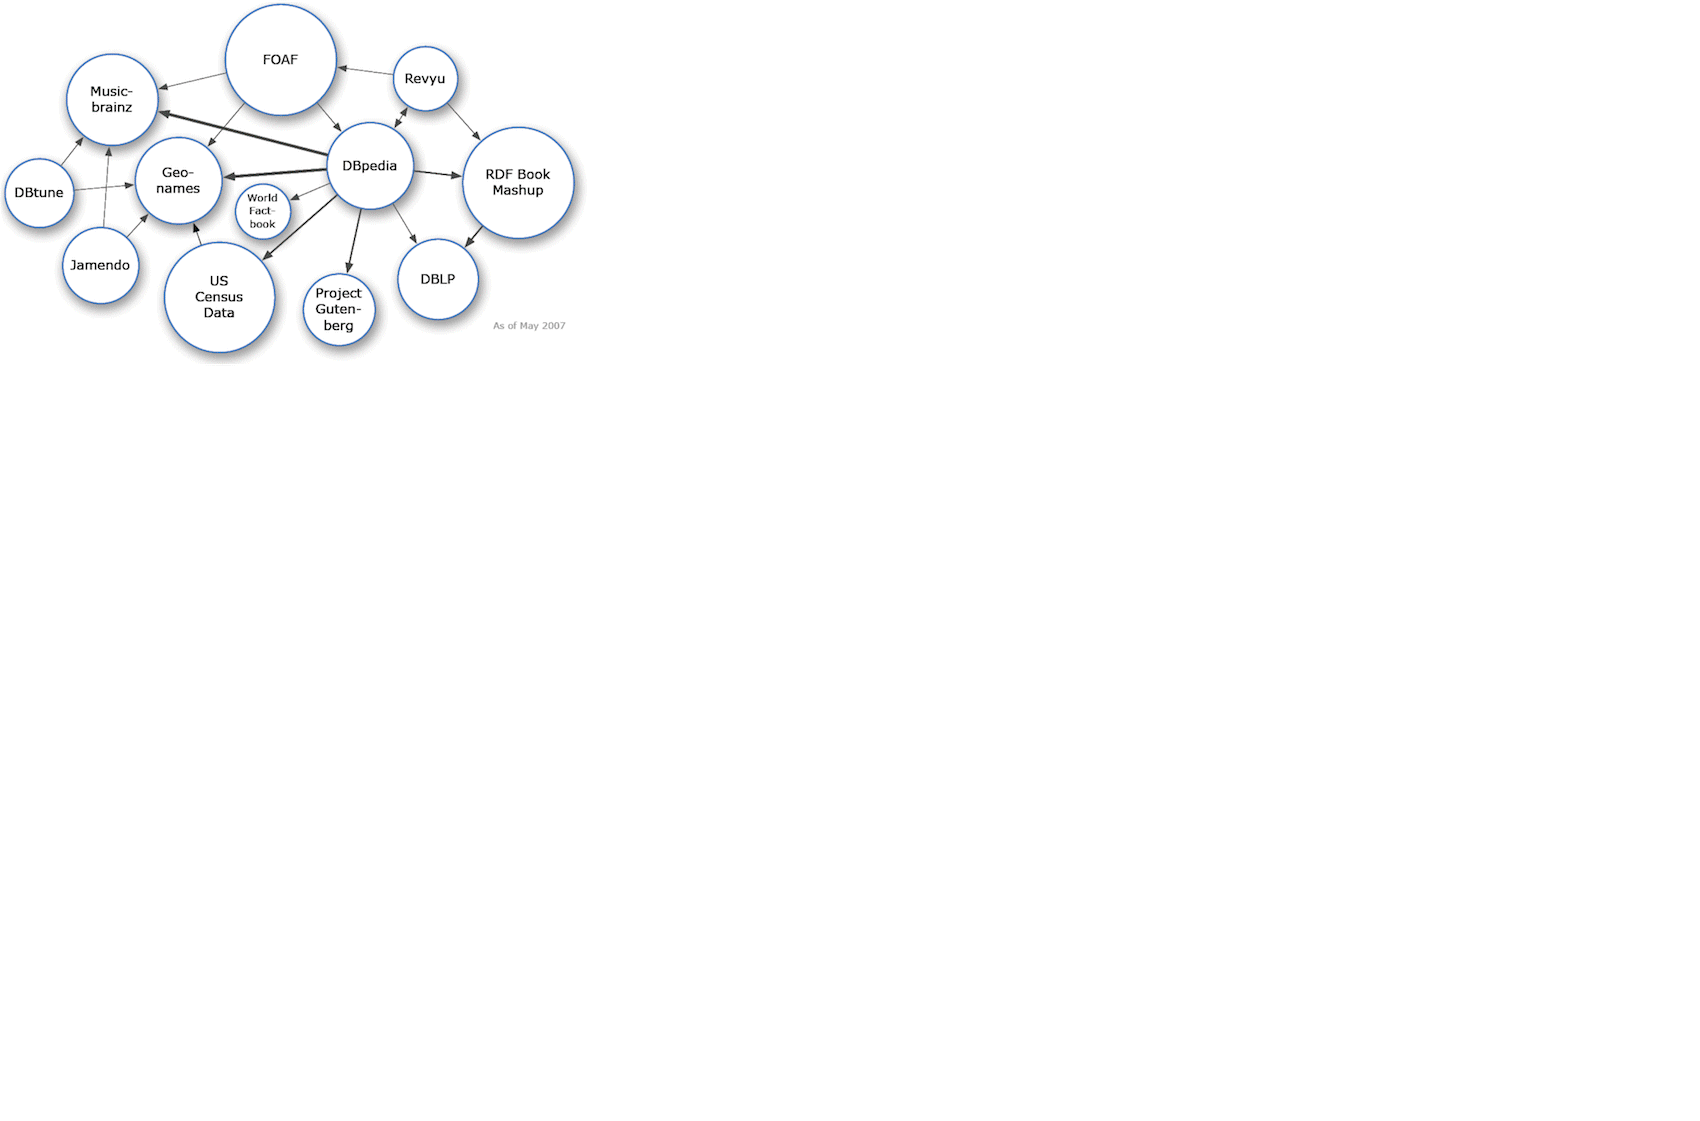 FOAF
Revyu
Music-
brainz
DBpedia
RDF Book
Mashup
Geo-
names
DBtune
World
Fact-
book
Jamendo
US
Census
Data
Project
Guten-
berg
DBLP
As of May 2007